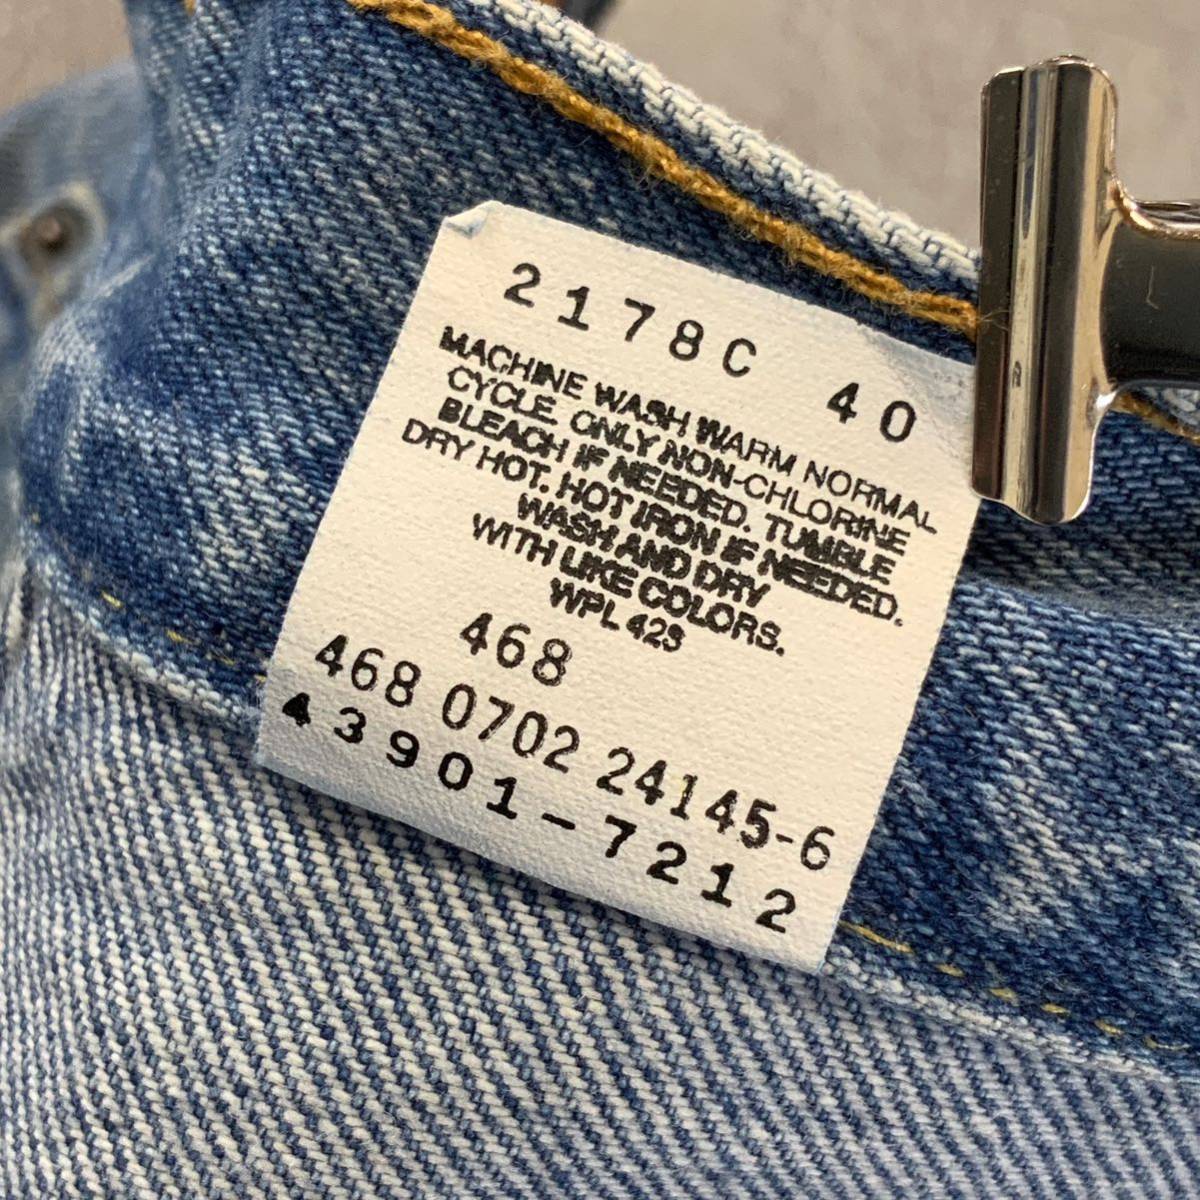 2178C 40
MACHINE WASH WARM NORMAL
CYCLE. ONLY NON-CHLORINE
BLEACH IF NEEDED. TUMBLE
DRY HOT. HOT IRON IF NEEDED.
WASH AND DRY
WITH LIKE COLORS.
WPL 423
468
468 0702 24145-6
43901-7212